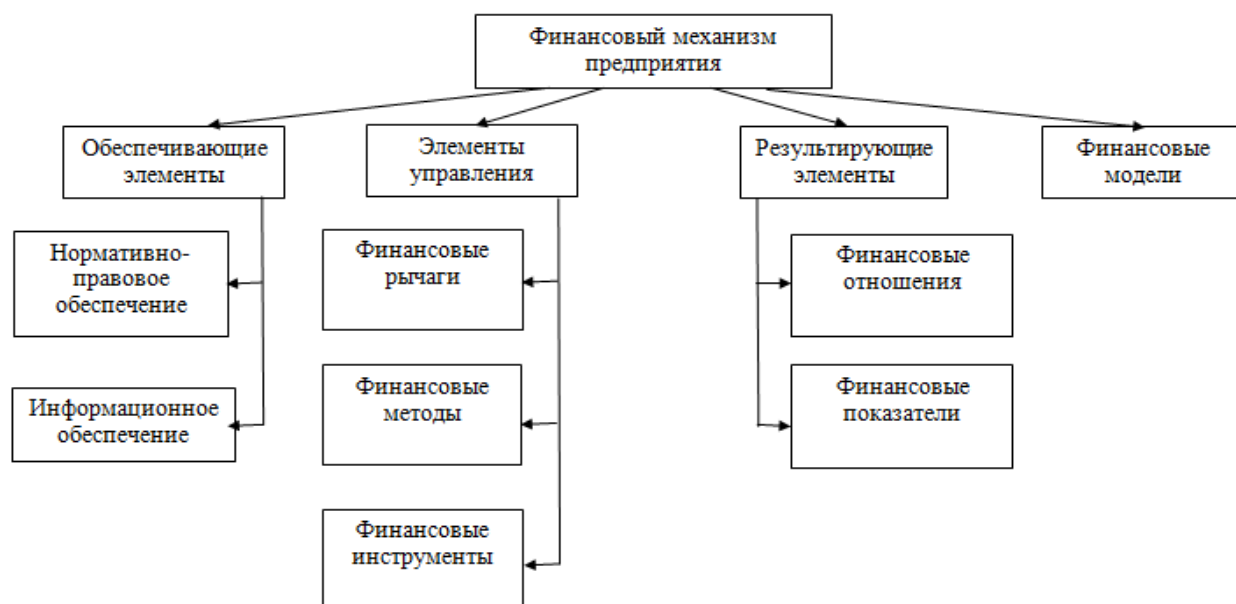 Финансовый механизм
предприятия
Обеспечивающие
элементы
Элементы
управления
Результирующие
элементы
Финансовые
модели
Нормативно-
правовое
обеспечение
Финансовые
рычаги
Финансовые
отношения
Информационное
обеспечение
Финансовые
методы
Финансовые
показатели
Финансовые
инструменты